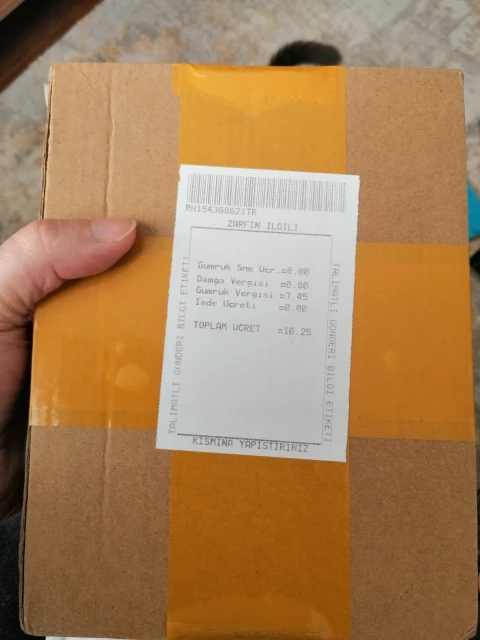 RH154368621TR
ZARFIN ILGILI
Gumruk Snm Ucr.=8.00
Damga Vergisi =0.80
Gumruk Vergisi =7.45
Iade Ucreti =0.00
TOPLAM UCRET =16.25
TALIMATLI GONDERI BILGI ETIKETI
TALIMATLI GONDERI BILGI ETIKETI
KISMINA YAPISTIRINIZ